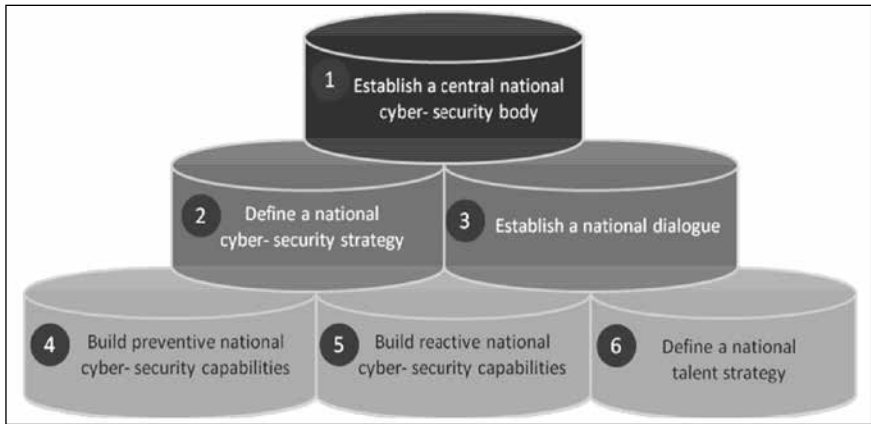 1
Establish a central national
cyber- security body
2
Define a national
cyber- security strategy
3
Establish a national dialogue
4
Build preventive national
cyber- security capabilities
5
Build reactive national
cyber- security capabilities
6
Define a national
talent strategy